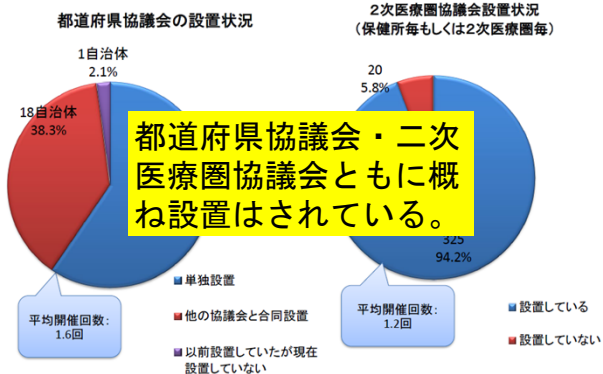 都道府県協議会の設置状況
1自治体
2.1%
18自治体
38.3%
単独設置
他の協議会と合同設置
以前設置していたが現在
設置していない
平均開催回数:
1.6回
都道府県協議会・二次
医療圏協議会ともに概
ね設置はされている。
2次医療圏協議会設置状況
(保健所毎もしくは2次医療圏毎)
20
5.8%
325
94.2%
平均開催回数:
1.2回
設置している
設置していない